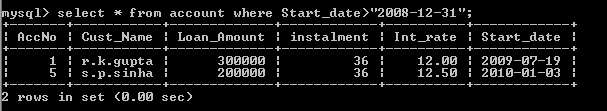 mysql> select * from account where Start_date>"2008-12-31";
+-------+-----------+-------------+-----------+----------+------------+
| AccNo | Cust_Name | Loan_Amount | instalment | Int_rate | Start_date |
+-------+-----------+-------------+-----------+----------+------------+
| 1 | r.k.gupta | 300000 | 36 | 12.00 | 2009-07-19 |
| 5 | s.p.sinha | 200000 | 36 | 12.50 | 2010-01-03 |
+-------+-----------+-------------+-----------+----------+------------+
2 rows in set (0.00 sec)